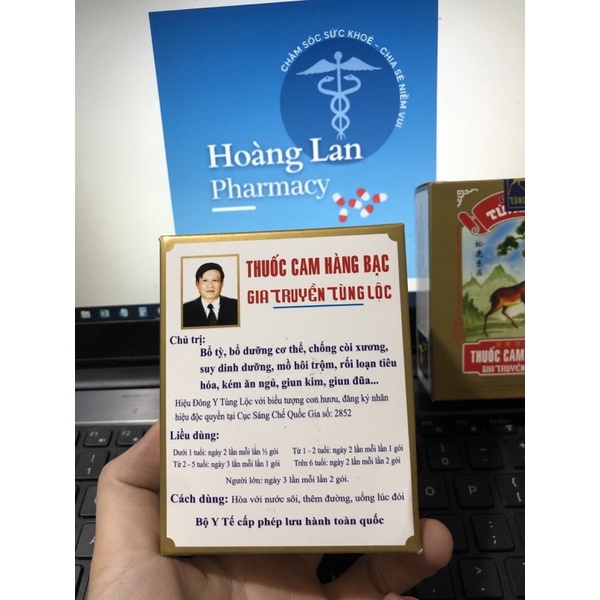 CHĂM SÓC SỨC KHOẺ - CHIA SẺ NIỀM VUI
Hoàng Lan
Pharmacy
THUỐC CAM HÀNG BẠC
GIA TRUYỀN TÙNG LỘC
Chủ trị:
Bổ tỳ, bổ dưỡng cơ thể, chống còi xương,
suy dinh dưỡng, mồ hôi trộm, rối loạn tiêu
hóa, kém ăn ngủ, giun kim, giun đũa...
Hiệu Đông Y Tùng Lộc với biểu tượng con hươu, đăng ký nhãn
hiệu độc quyền tại Cục Sáng Chế Quốc Gia số: 2852
Liều dùng:
Dưới 1 tuổi: ngày 2 lần mỗi lần ½ gói Từ 1 - 2 tuổi: ngày 2 lần mỗi lần 1 gói
Từ 2 - 5 tuổi: ngày 3 lần mỗi lần 1 gói Trên 6 tuổi: ngày 2 lần mỗi lần 2 gói
Người lớn: ngày 3 lần mỗi lần 2 gói.
Cách dùng: Hòa với nước sôi, thêm đường, uống lúc đói
Bộ Y Tế cấp phép lưu hành toàn quốc
THUỐC CAM
GIA TRUYỀN